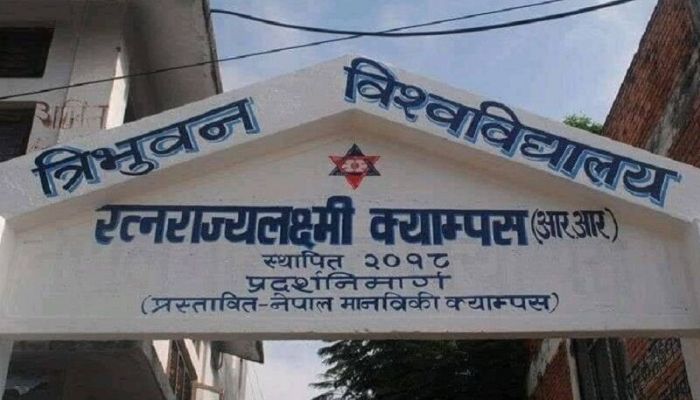 त्रिभुवन विश्वविद्यालय
रत्नराज्यलक्ष्मी क्याम्पस (आर.आर)
स्थापित २०१८
प्रदर्शनिमार्ग
(प्रस्तावित-नेपाल मानविकी क्याम्पस)